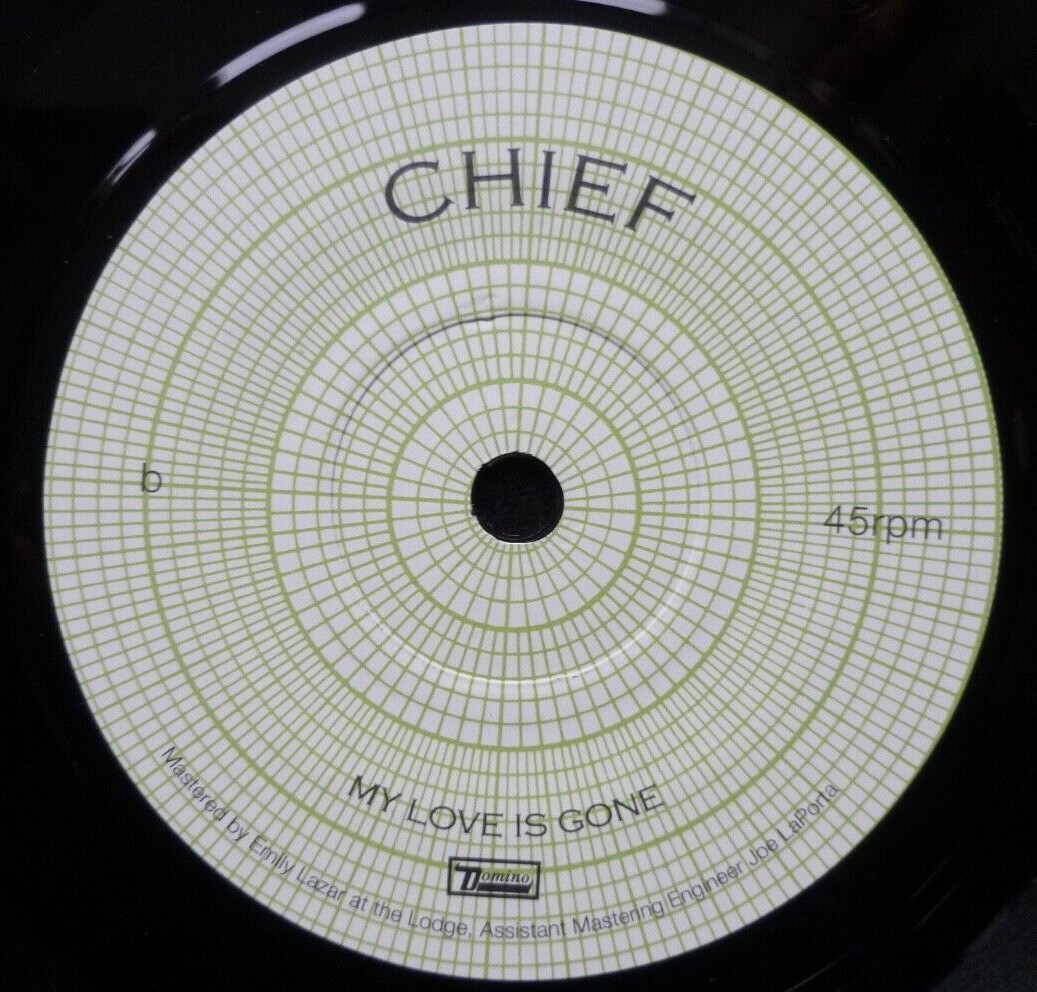 CHIEF
b
45rpm
MY LOVE IS GONE
Domino
Mastered by Emily Lazar at the Lodge, Assistant Mastering Engineer Joe LaPorta